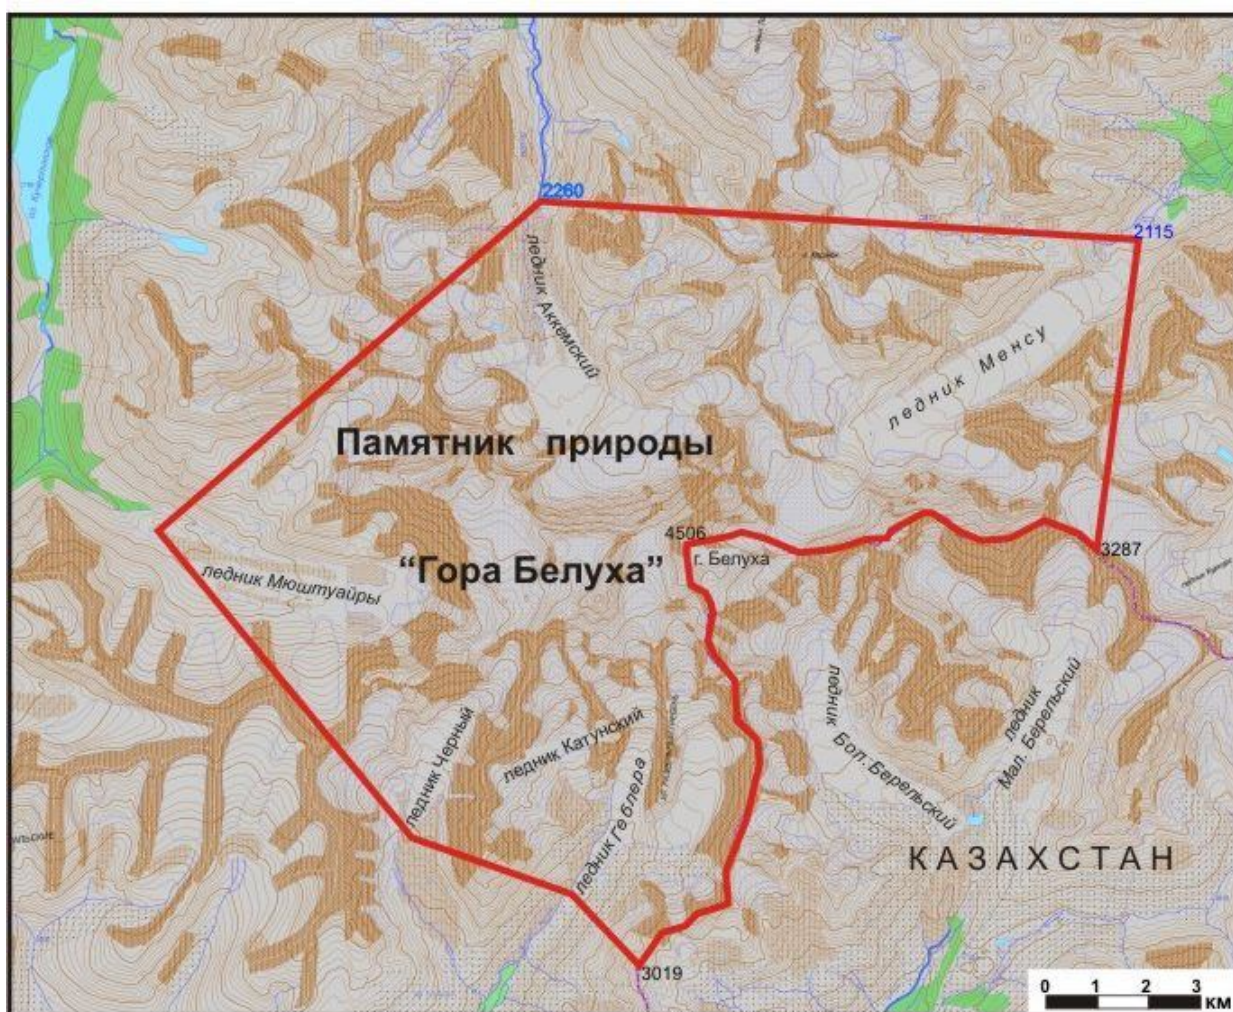 2260
2115
ледник Аккемский
ледник Менсу
Памятник природы
4506
г. Белуха
3287
“Гора Белуха”
ледник Мюштуайры
ледник Черный
ледник Катунский
ледник Геблера
ледник
Бол. Берельский
ледник
Мал. Берельский
КАЗАХСТАН
3019
0 1 2 3
км